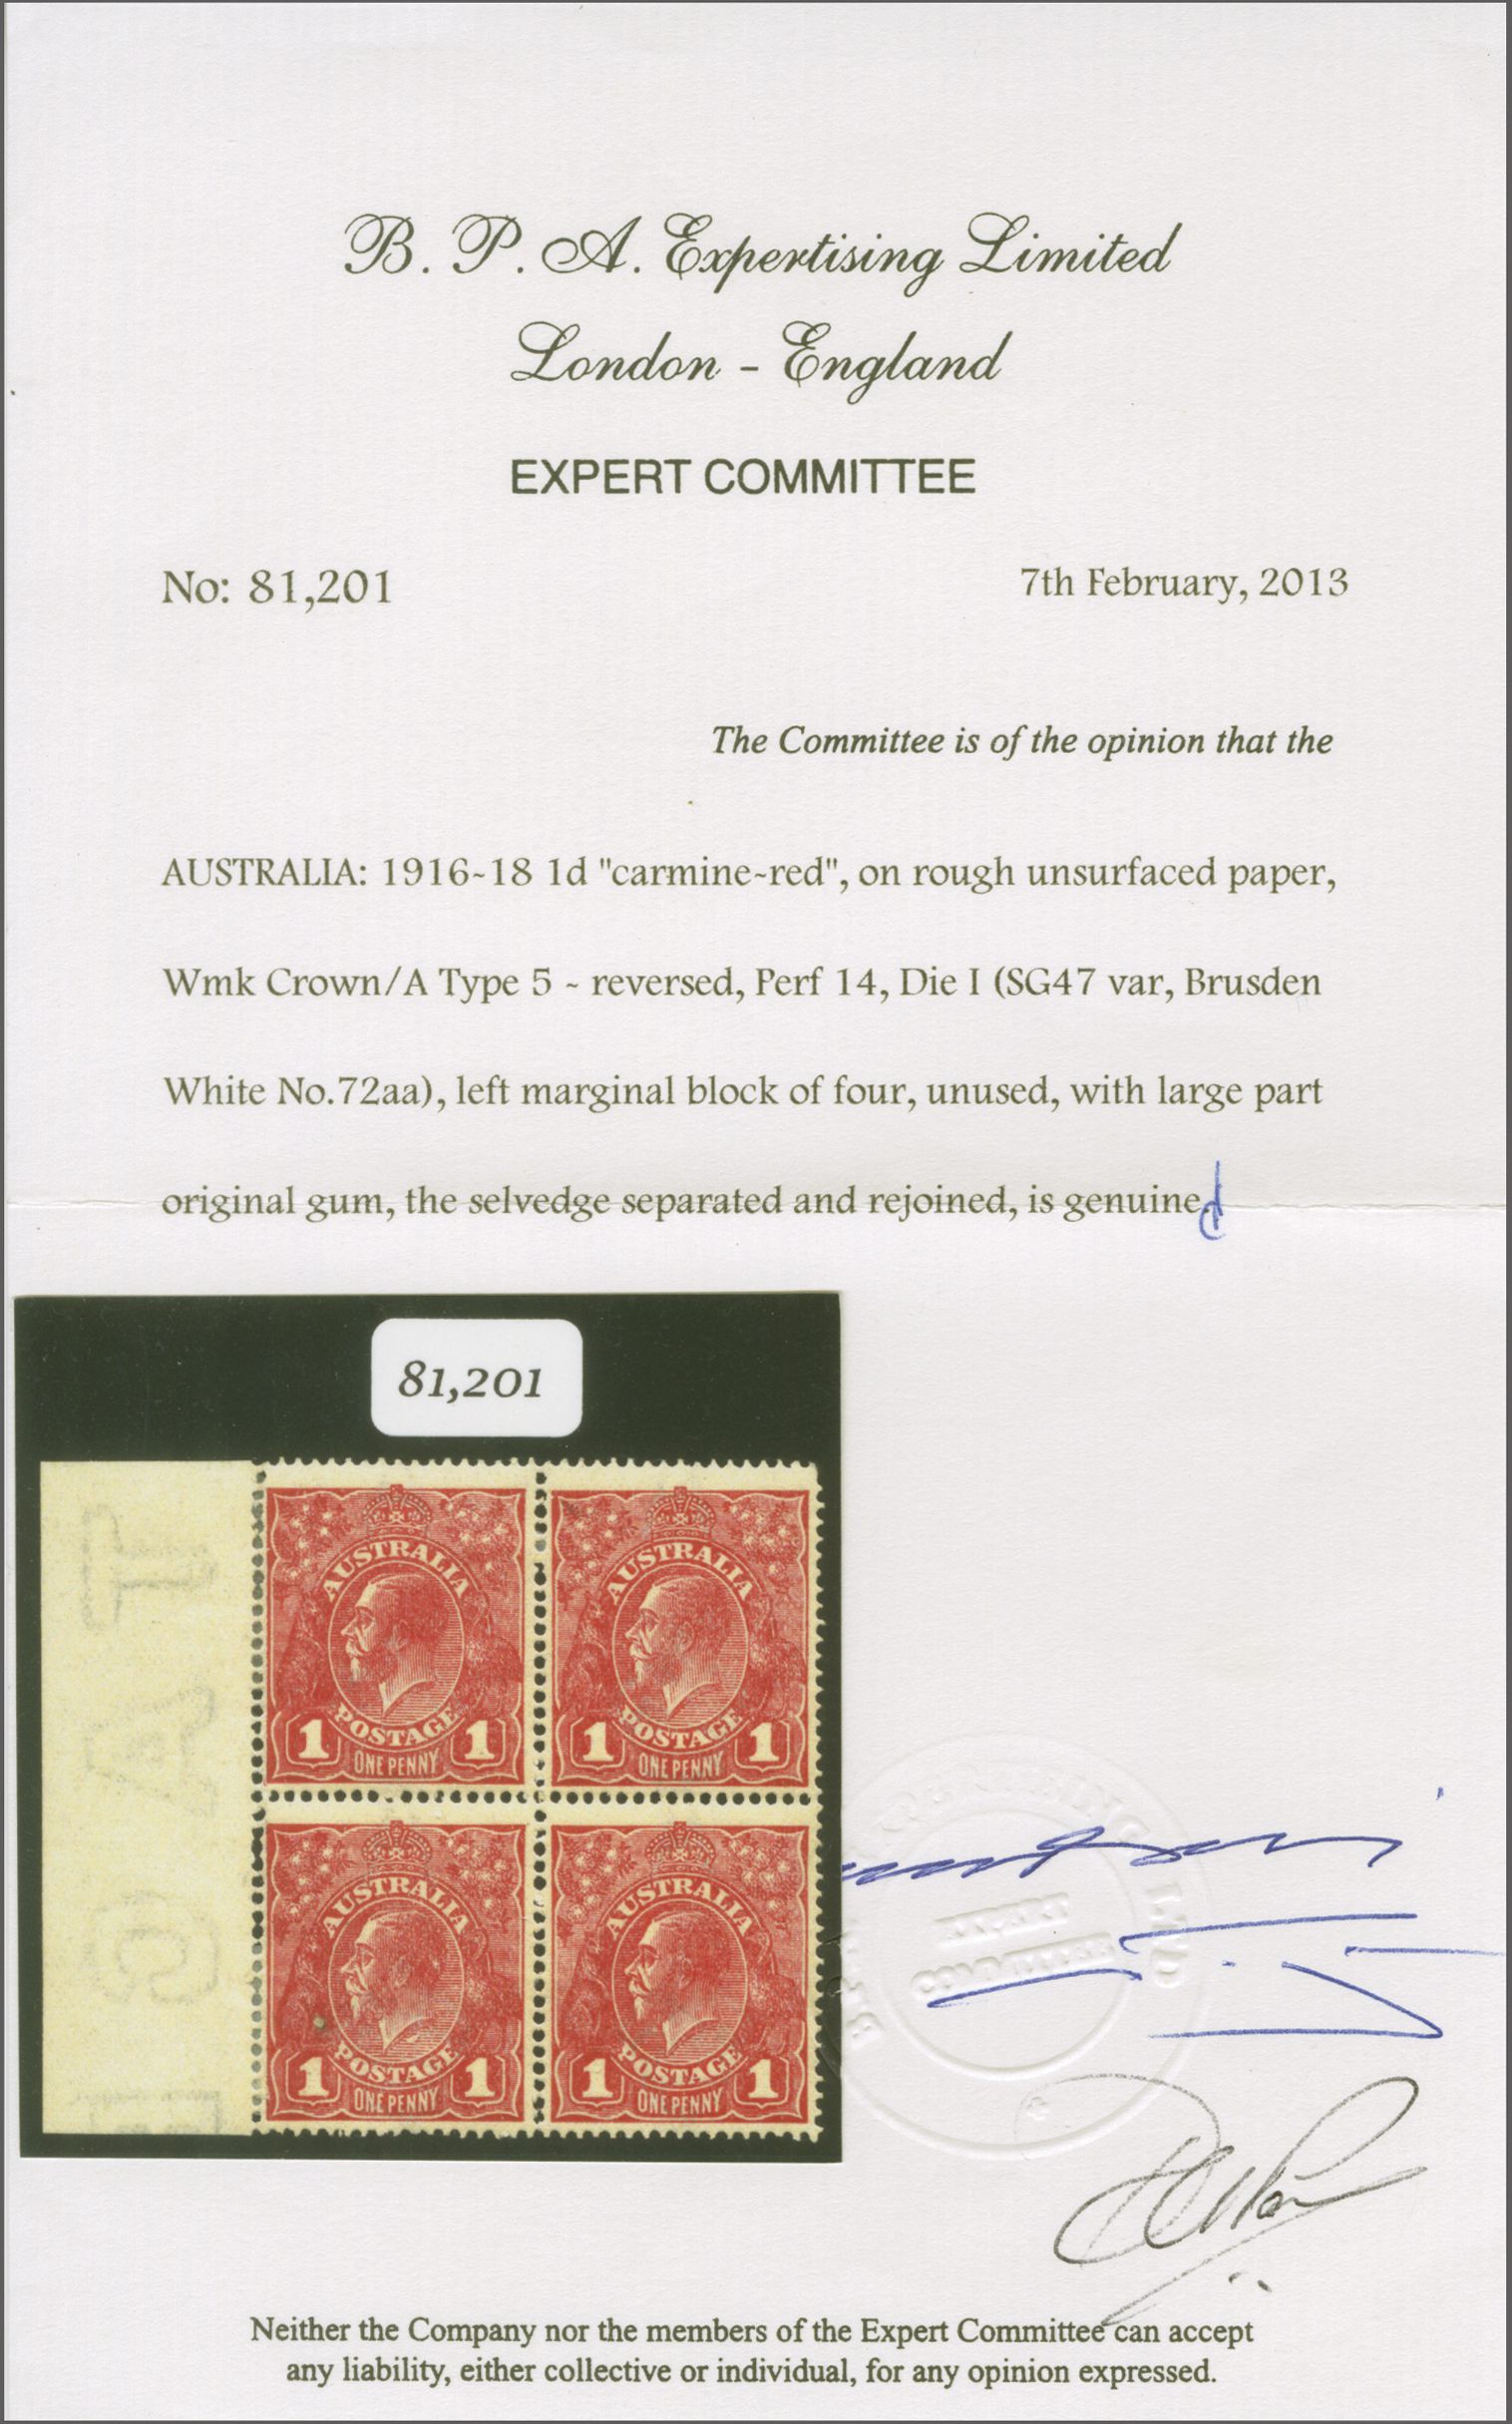 B. P. A. Expertising Limited
London - England
EXPERT COMMITTEE
No: 81,201
7th February, 2013
The Committee is of the opinion that the
AUSTRALIA: 1916-18 1d "carmine-red", on rough unsurfaced paper,
Wmk Crown/A Type 5 - reversed, Perf 14, Die I (SG47 var, Brusden
White No.72aa), left marginal block of four, unused, with large part
original gum, the selvedge separated and rejoined, is genuine
81,201
AUSTRALIA
POSTAGE
1 ONE PENNY 1
AUSTRALIA
POSTAGE
1 ONE PENNY 1
AUSTRALIA
POSTAGE
1 ONE PENNY 1
AUSTRALIA
POSTAGE
1 ONE PENNY 1
EXPERT
COMMITTEE
Neither the Company nor the members of the Expert Committee can accept
any liability, either collective or individual, for any opinion expressed.